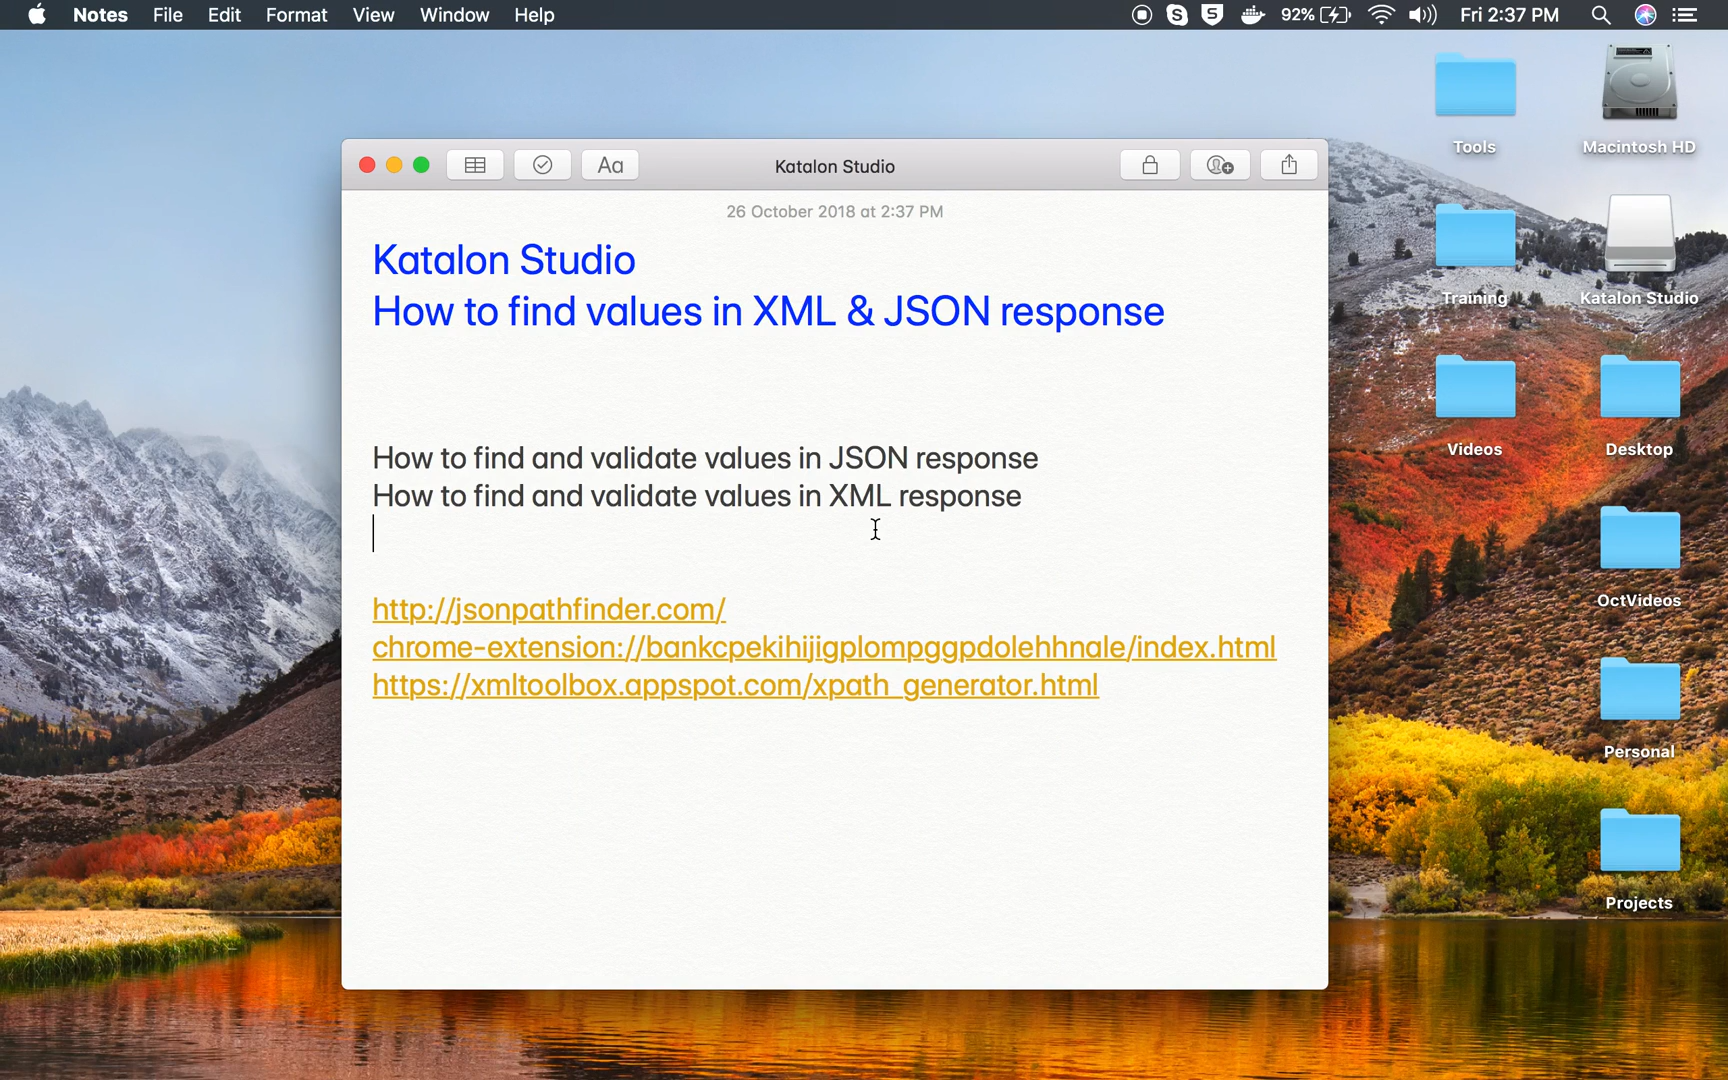 Notes File Edit Format View Window Help 92% Fri 2:37 PM
Tools
Macintosh HD
Katalon Studio
Aa
26 October 2018 at 2:37 PM
Katalon Studio
How to find values in XML & JSON response
Training
Katalon Studio
How to find and validate values in JSON response
How to find and validate values in XML response
Videos
Desktop
http://jsonpathfinder.com/
chrome-extension://bankcpekihijigplompggpdolehhnale/index.html
https://xmltoolbox.appspot.com/xpath_generator.html
OctVideos
Personal
Projects